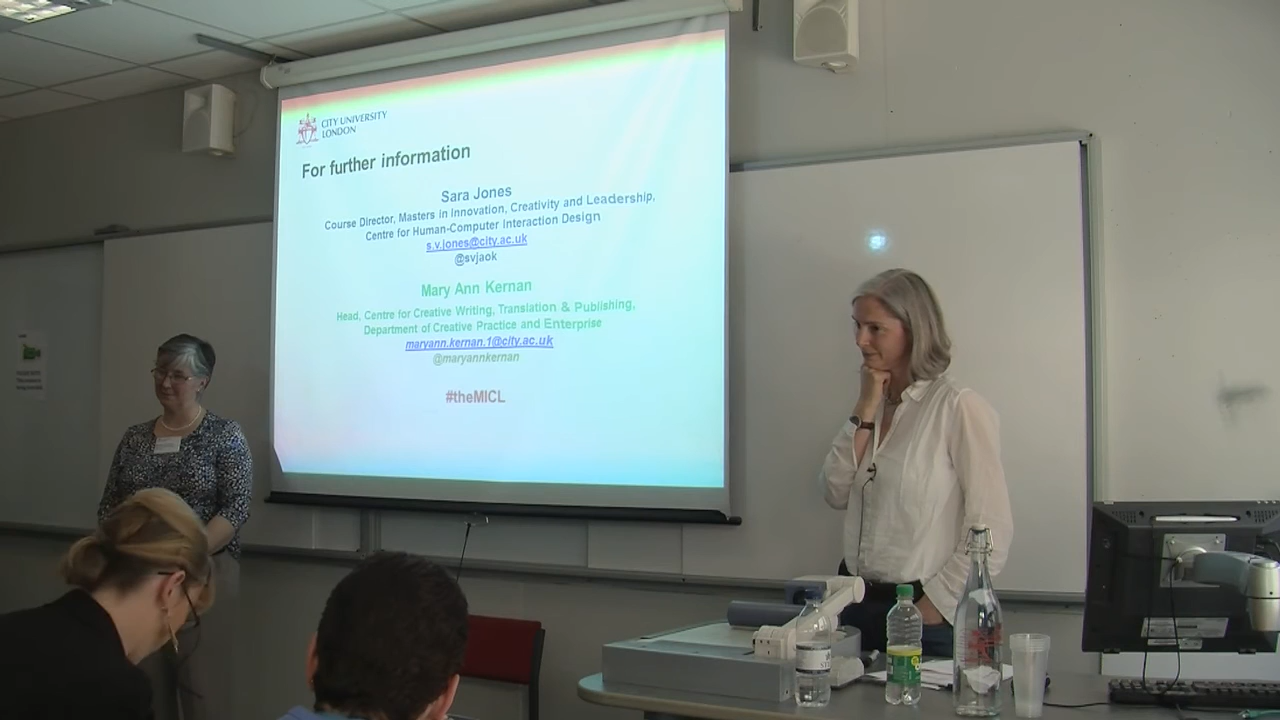 CITY UNIVERSITY
LONDON
For further information
Sara Jones
Course Director, Masters in Innovation, Creativity and Leadership,
Centre for Human-Computer Interaction Design
s.v.jones@city.ac.uk
@svjaok
Mary Ann Kernan
Head, Centre for Creative Writing, Translation & Publishing,
Department of Creative Practice and Enterprise
maryann.kernan.1@city.ac.uk
@maryannkernan
#theMICL